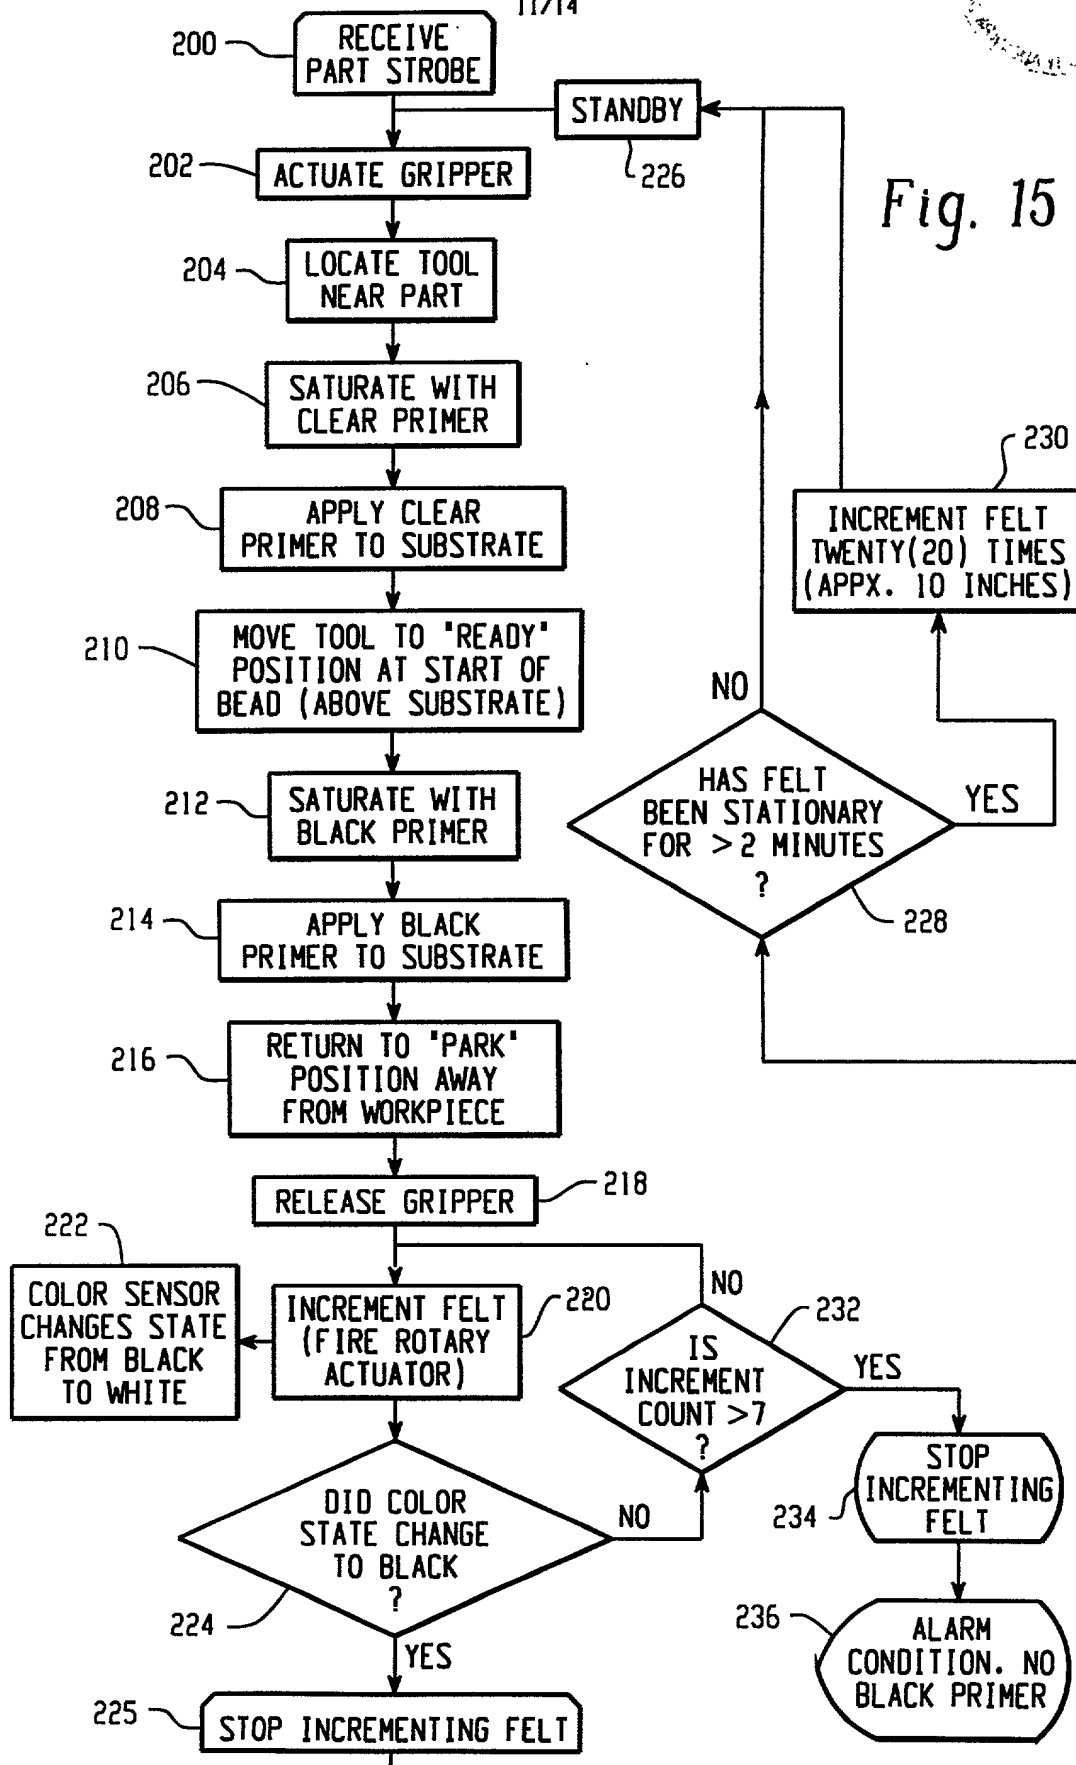 11/14
200
RECEIVE
PART STROBE
STANDBY
226
202
ACTUATE GRIPPER
Fig. 15
204
LOCATE TOOL
NEAR PART
206
SATURATE WITH
CLEAR PRIMER
230
INCREMENT FELT
TWENTY(20) TIMES
(APPX. 10 INCHES)
208
APPLY CLEAR
PRIMER TO SUBSTRATE
210
MOVE TOOL TO "READY"
POSITION AT START OF
BEAD (ABOVE SUBSTRATE)
NO
HAS FELT
BEEN STATIONARY
FOR >2 MINUTES
?
YES
228
212
SATURATE WITH
BLACK PRIMER
214
APPLY BLACK
PRIMER TO SUBSTRATE
216
RETURN TO "PARK"
POSITION AWAY
FROM WORKPIECE
RELEASE GRIPPER
218
222
COLOR SENSOR
CHANGES STATE
FROM BLACK
TO WHITE
INCREMENT FELT
(FIRE ROTARY
ACTUATOR)
220
NO
232
IS
INCREMENT
COUNT >7
?
YES
DID COLOR
STATE CHANGE
TO BLACK
?
NO
224
YES
STOP
INCREMENTING
FELT
234
236
ALARM
CONDITION. NO
BLACK PRIMER
225
STOP INCREMENTING FELT